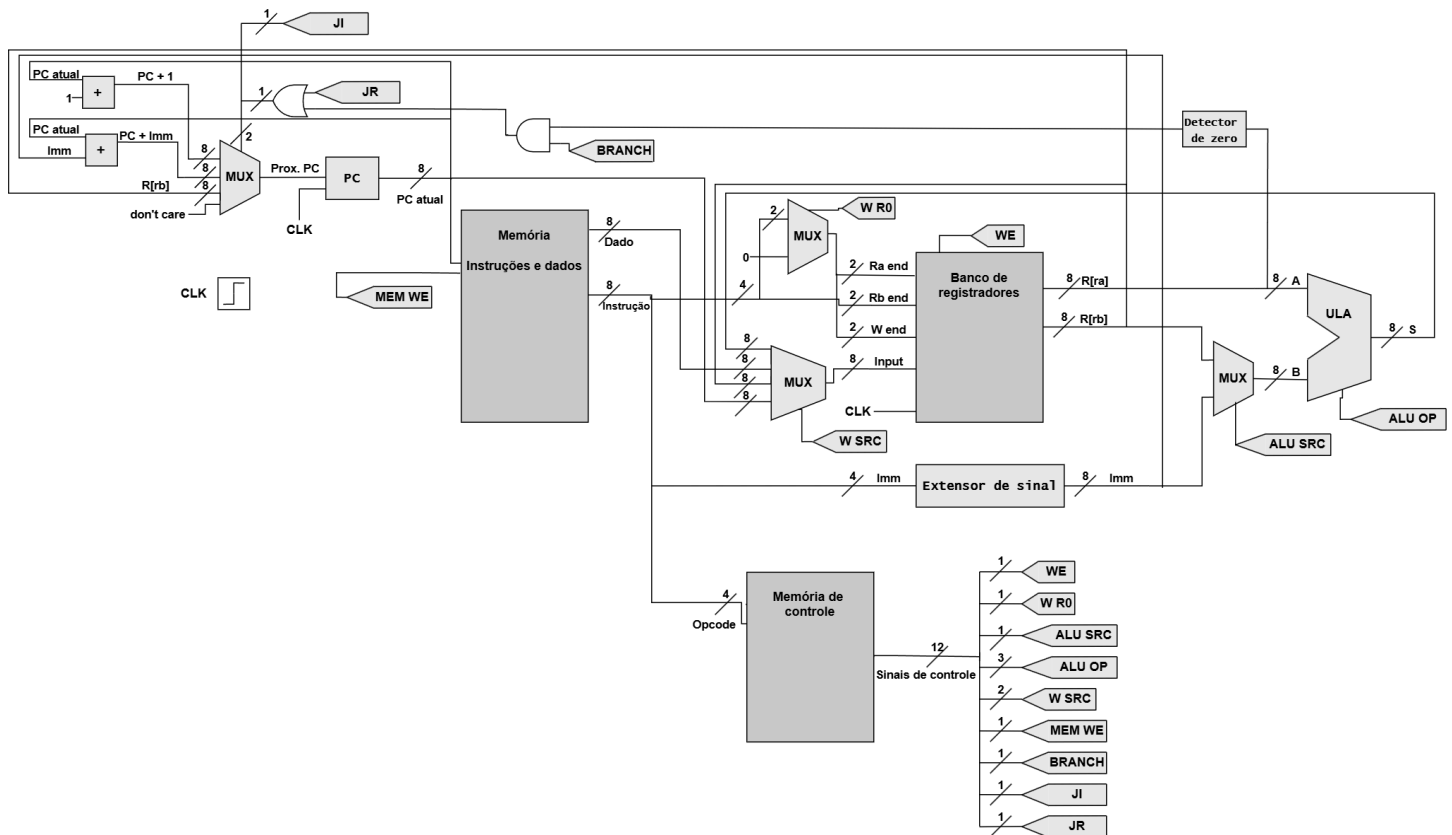 1
JI
PC atual
PC + 1
+
1
1
JR
PC atual
PC + Imm
Imm
+
2
8
8
8
R[rb]
don't care
MUX
Prox. PC
PC
8
PC atual
CLK
BRANCH
Detector
de zero
CLK
MEM WE
Memória
Instruções e dados
8
Dado
8
Instrução
4
2
W R0
MUX
0
WE
2
Ra end
2
Rb end
2
W end
8
Input
Banco de
registradores
CLK
8
8
8
8
MUX
W SRC
8
R[ra]
8
R[rb]
8
A
ULA
8
S
MUX
8
B
ALU OP
ALU SRC
4
Imm
Extensor de sinal
8
Imm
4
Opcode
Memória de
controle
12
Sinais de controle
1
WE
1
W R0
1
ALU SRC
3
ALU OP
2
W SRC
1
MEM WE
1
BRANCH
1
JI
1
JR